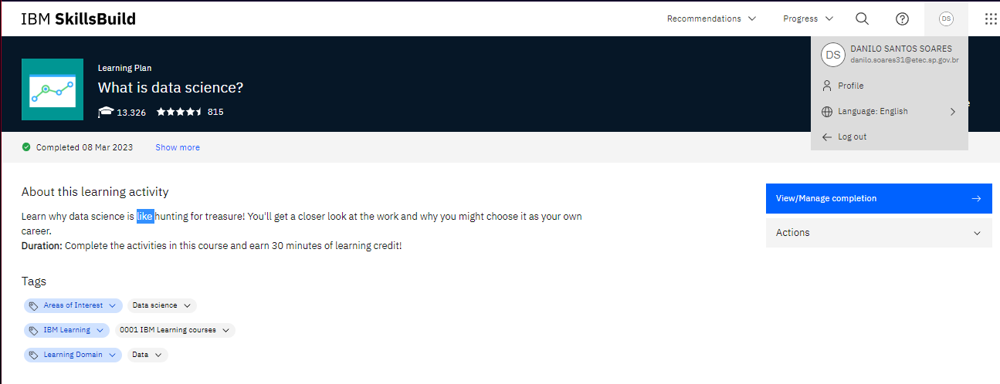 IBM SkillsBuild
Recommendations
Progress
DS
DS
DANILO SANTOS SOARES
danilo.soares31@etec.sp.gov.br
Profile
Language: English
Log out
Learning Plan
What is data science?
13.326
815
e
Completed 08 Mar 2023
Show more
About this learning activity
Learn why data science is like hunting for treasure! You'll get a closer look at the work and why you might choose it as your own
career.
Duration: Complete the activities in this course and earn 30 minutes of learning credit!
View/Manage completion
Actions
Tags
Areas of Interest
Data science
IBM Learning
0001 IBM Learning courses
Learning Domain
Data